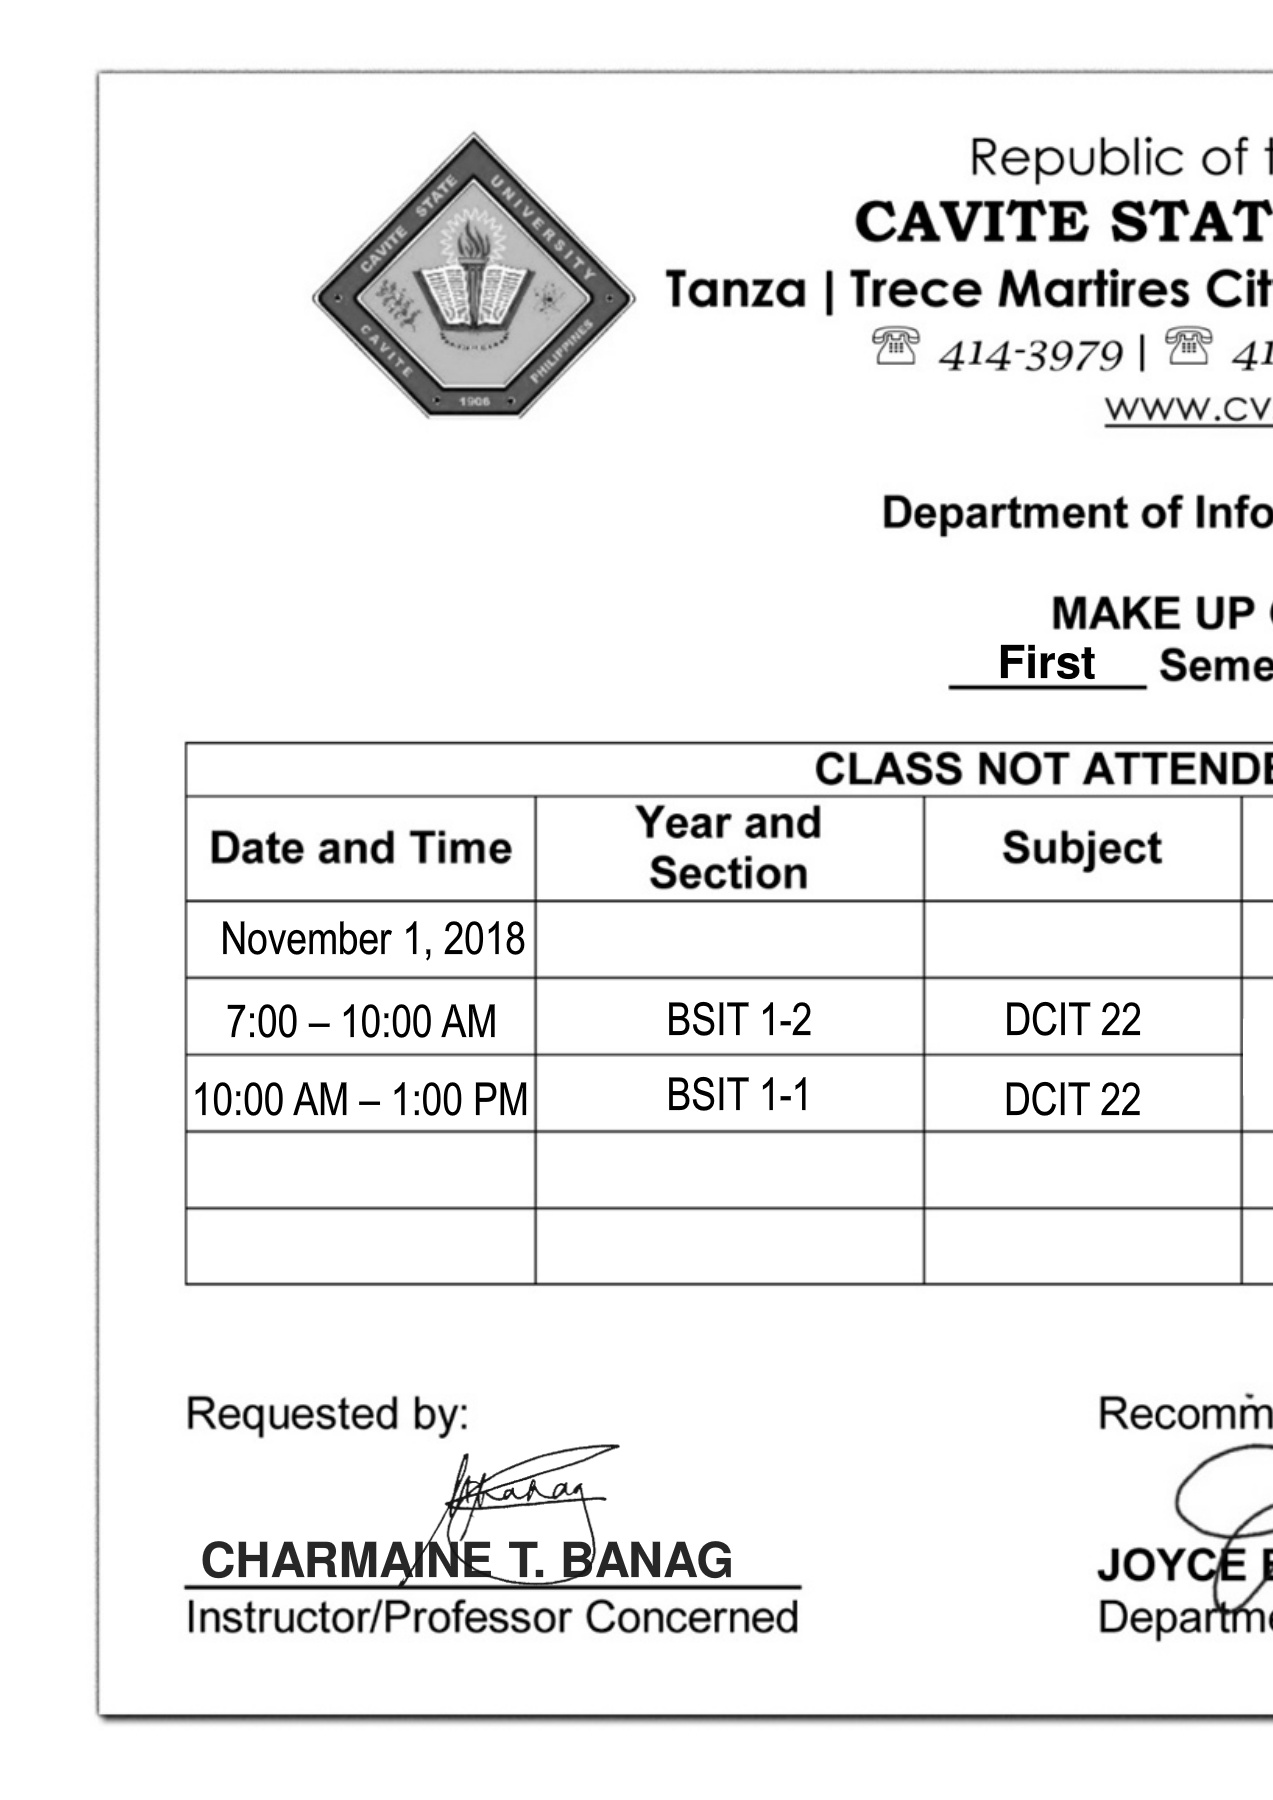 CAVITE STATE UNIVERSITY
CAVITE PHILIPPINES
1906
Republic of t
CAVITE STAT
Tanza | Trece Martires Cit
☏ 414-3979 | ☏ 41
www.cv
Department of Info
MAKE UP
First Seme
CLASS NOT ATTENDE
Date and Time Year and Section Subject
November 1, 2018
7:00 – 10:00 AM BSIT 1-2 DCIT 22
10:00 AM – 1:00 PM BSIT 1-1 DCIT 22
Requested by: Recomm
CHARMAINE T. BANAG JOYCE
Instructor/Professor Concerned Departme